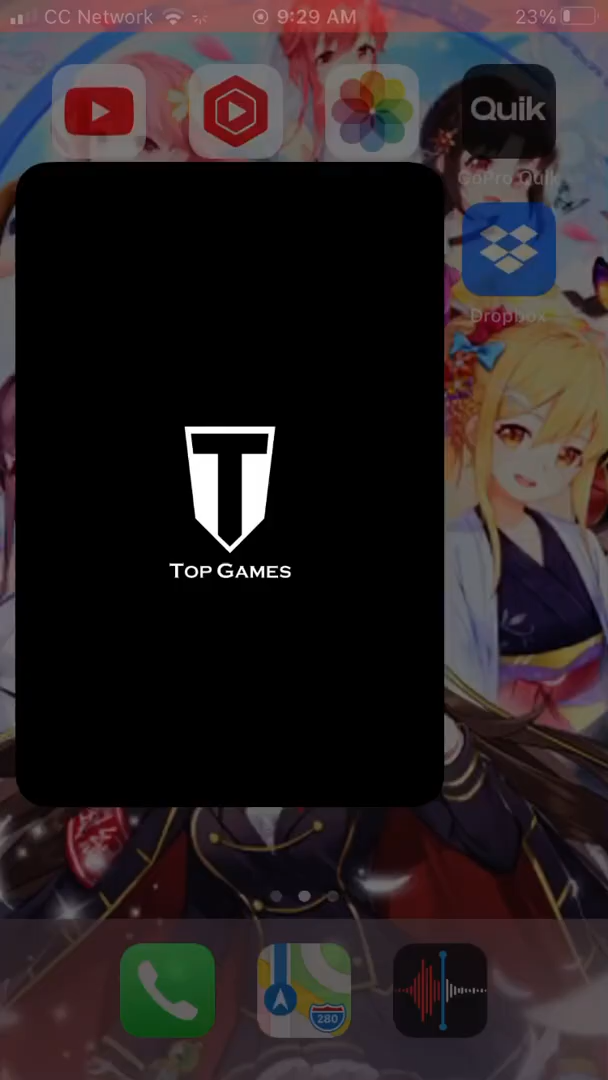 CC Network 9:29 AM 23%
Quik
GoPro Quik
Dropbox
T
TOP GAMES
280